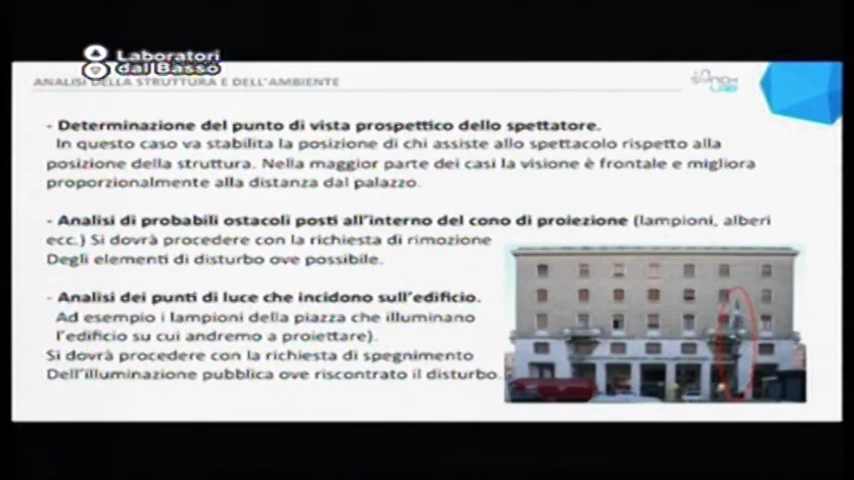 Laboratori
dal Basso
ANALISI DELLA STRUTTURA E DELL'AMBIENTE
- Determinazione del punto di vista prospettico dello spettatore.
In questo caso va stabilita la posizione di chi assiste allo spettacolo rispetto alla
posizione della struttura. Nella maggior parte dei casi la visione è frontale e migliora
proporzionalmente alla distanza dal palazzo.
- Analisi di probabili ostacoli posti all'interno del cono di proiezione (lampioni, alberi
ecc.) Si dovrà procedere con la richiesta di rimozione
Degli elementi di disturbo ove possibile.
- Analisi dei punti di luce che incidono sull'edificio.
Ad esempio i lampioni della piazza che illuminano
l'edificio su cui andremo a proiettare).
Si dovrà procedere con la richiesta di spegnimento
Dell'illuminazione pubblica ove riscontrato il disturbo.